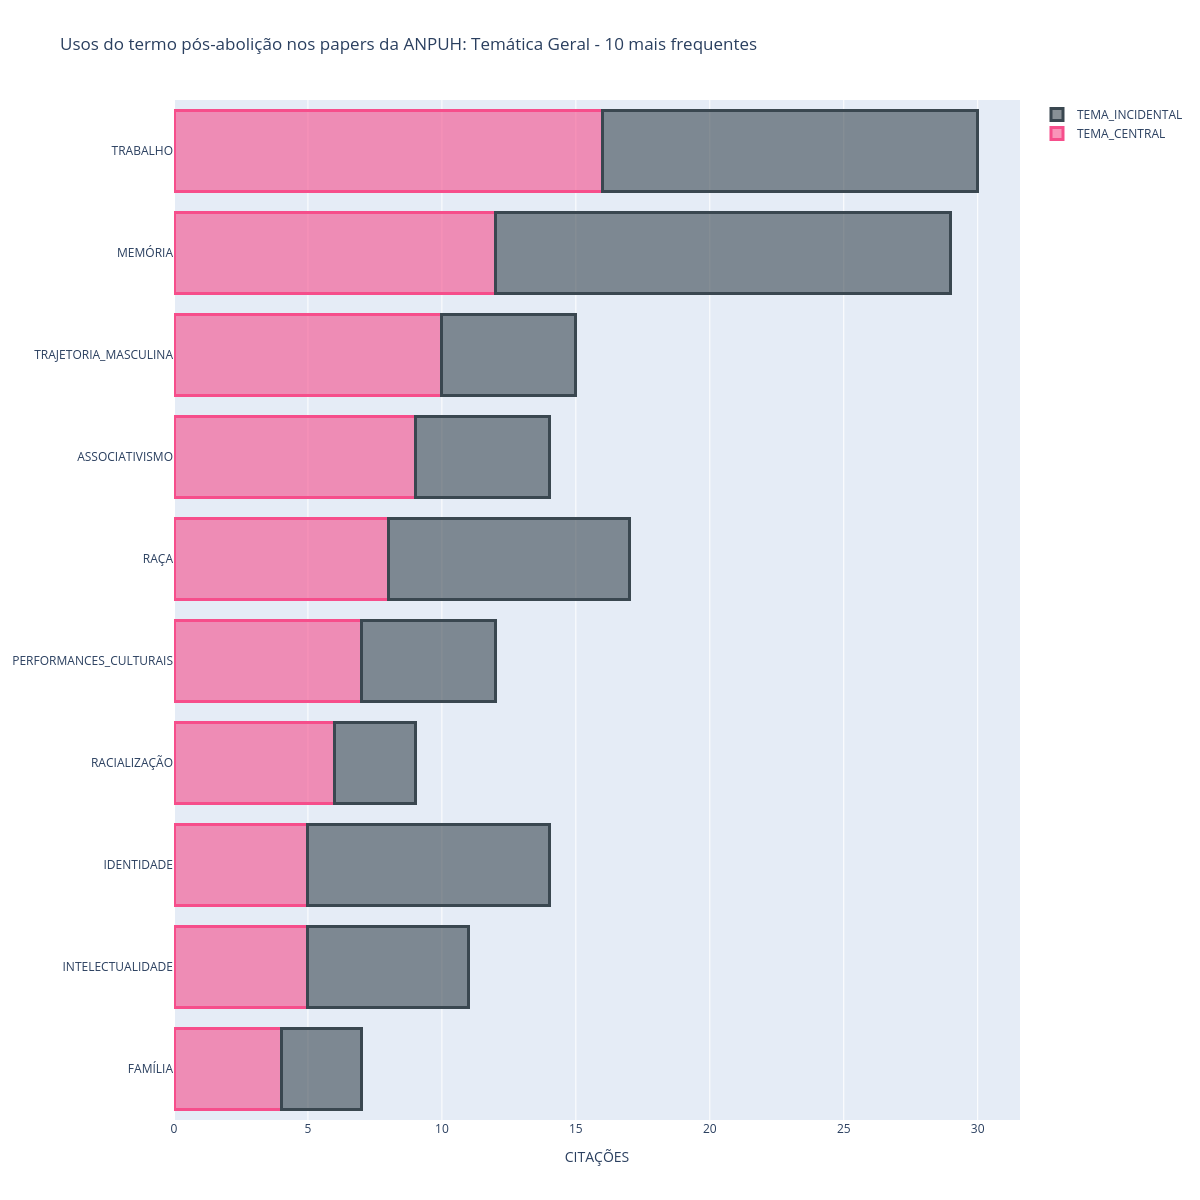 Usos do termo pós-abolição nos papers da ANPUH: Temática Geral - 10 mais frequentes
TEMA_INCIDENTAL
TEMA_CENTRAL
TRABALHO
MEMÓRIA
TRAJETORIA_MASCULINA
ASSOCIATIVISMO
RAÇA
PERFORMANCES_CULTURAIS
RACIALIZAÇÃO
IDENTIDADE
INTELECTUALIDADE
FAMÍLIA
0 5 10 15 20 25 30
CITAÇÕES